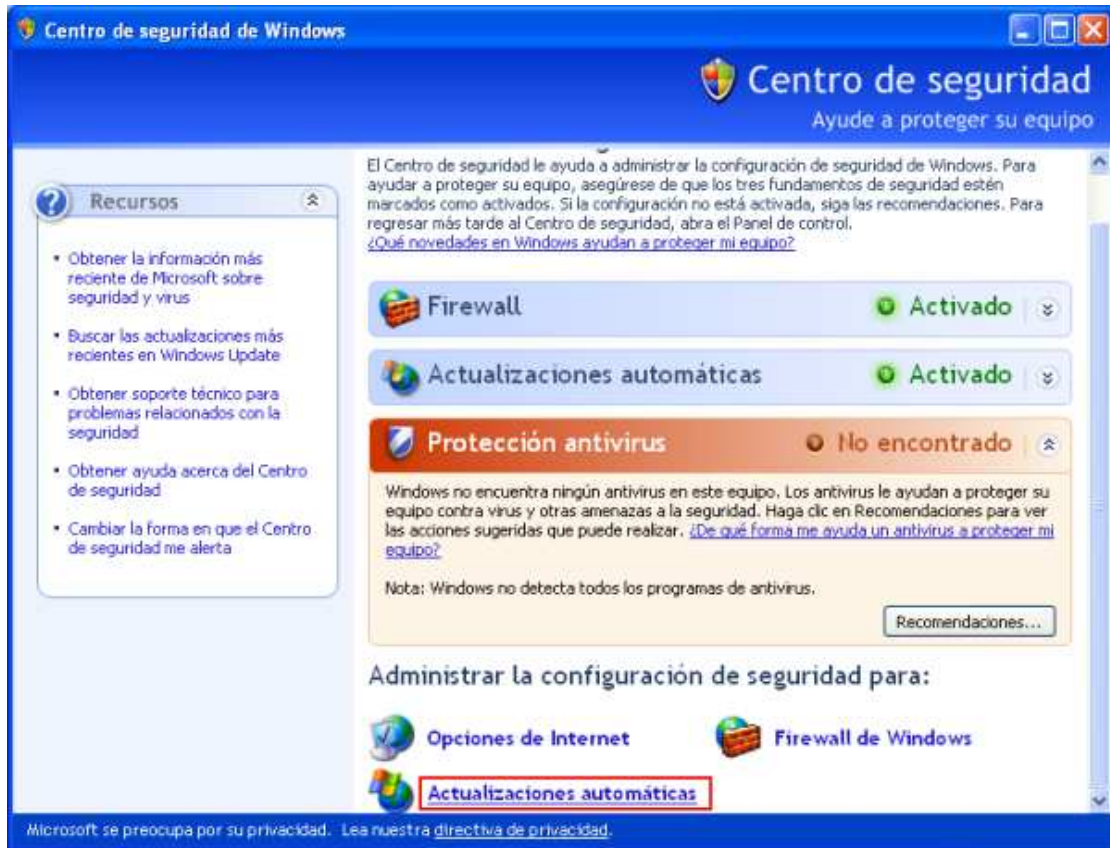 Centro de seguridad de Windows
Centro de seguridad
Ayude a proteger su equipo
Recursos
• Obtener la información más
reciente de Microsoft sobre
seguridad y virus
• Buscar las actualizaciones más
recientes en Windows Update
• Obtener soporte técnico para
problemas relacionados con la
seguridad
• Obtener ayuda acerca del Centro
de seguridad
• Cambiar la forma en que el Centro
de seguridad me alerta
El Centro de seguridad le ayuda a administrar la configuración de seguridad de Windows. Para
ayudar a proteger su equipo, asegúrese de que los tres fundamentos de seguridad estén
marcados como activados. Si la configuración no está activada, siga las recomendaciones. Para
regresar más tarde al Centro de seguridad, abra el Panel de control.
¿Qué novedades en Windows ayudan a proteger mi equipo?
Firewall Activado
Actualizaciones automáticas Activado
Protección antivirus No encontrado
Windows no encuentra ningún antivirus en este equipo. Los antivirus le ayudan a proteger su
equipo contra virus y otras amenazas a la seguridad. Haga clic en Recomendaciones para ver
las acciones sugeridas que puede realizar. ¿De qué forma me ayuda un antivirus a proteger mi
equipo?
Nota: Windows no detecta todos los programas de antivirus.
Recomendaciones...
Administrar la configuración de seguridad para:
Opciones de Internet Firewall de Windows
Actualizaciones automáticas
Microsoft se preocupa por su privacidad. Lea nuestra directiva de privacidad.